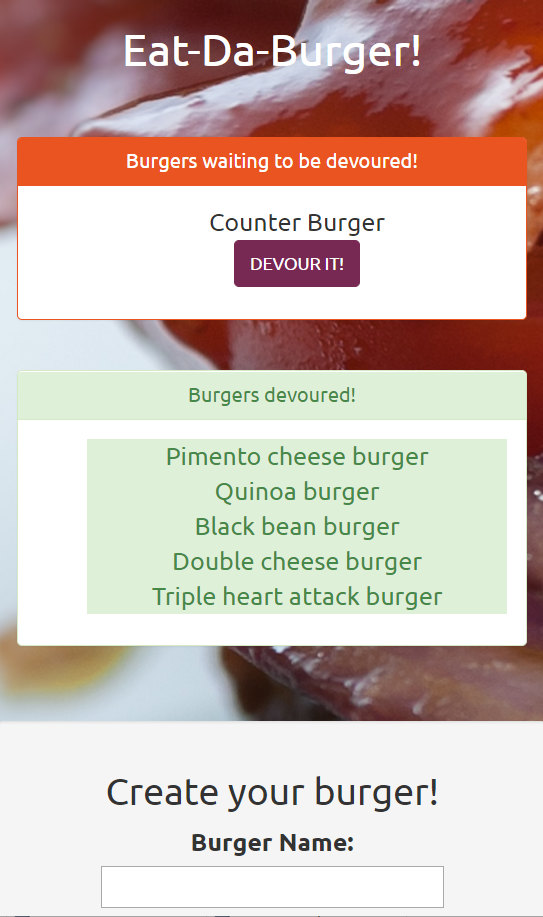 Eat-Da-Burger!
Burgers waiting to be devoured!
Counter Burger
DEVOUR IT!
Burgers devoured!
Pimento cheese burger
Quinoa burger
Black bean burger
Double cheese burger
Triple heart attack burger
Create your burger!
Burger Name: